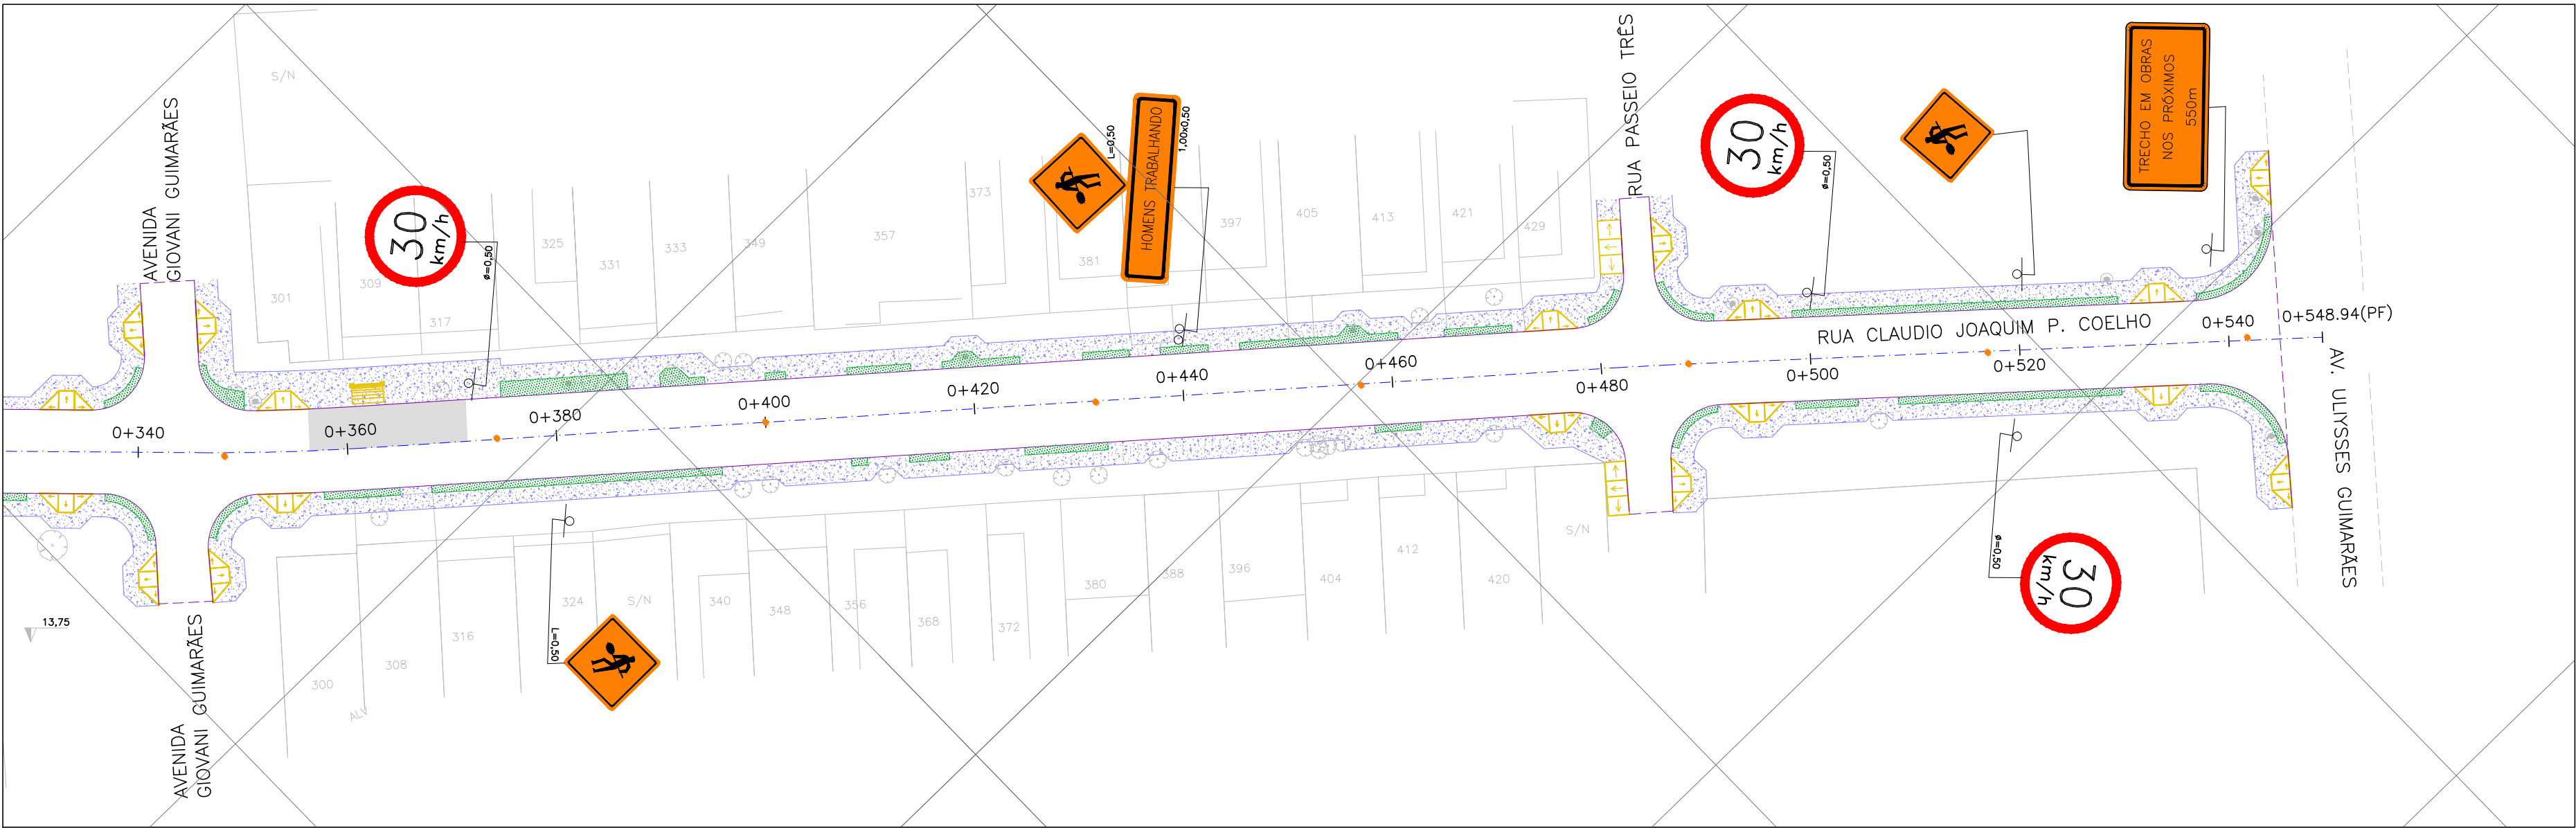 AVENIDA
GIOVANI GUIMARÃES
S/N
301
309
317
30
km/h
ø=0,50
325
331
333
349
357
373
381
L=0,50
HOMENS TRABALHANDO
1,00x0,50
397
405
413
421
429
RUA PASSEIO TRÊS
30
km/h
ø=0,50
TRECHO EM OBRAS
NOS PRÓXIMOS
550m
RUA CLAUDIO JOAQUIM P. COELHO
0+340
0+360
0+380
0+400
0+420
0+440
0+460
0+480
0+500
0+520
0+540
0+548.94(PF)
AV. ULYSSES GUIMARÃES
13,75
AVENIDA
GIOVANI GUIMARÃES
300
ALV
308
316
324
S/N
L=0,50
340
348
356
368
372
380
388
396
404
412
420
S/N
ø=0,50
30
km/h